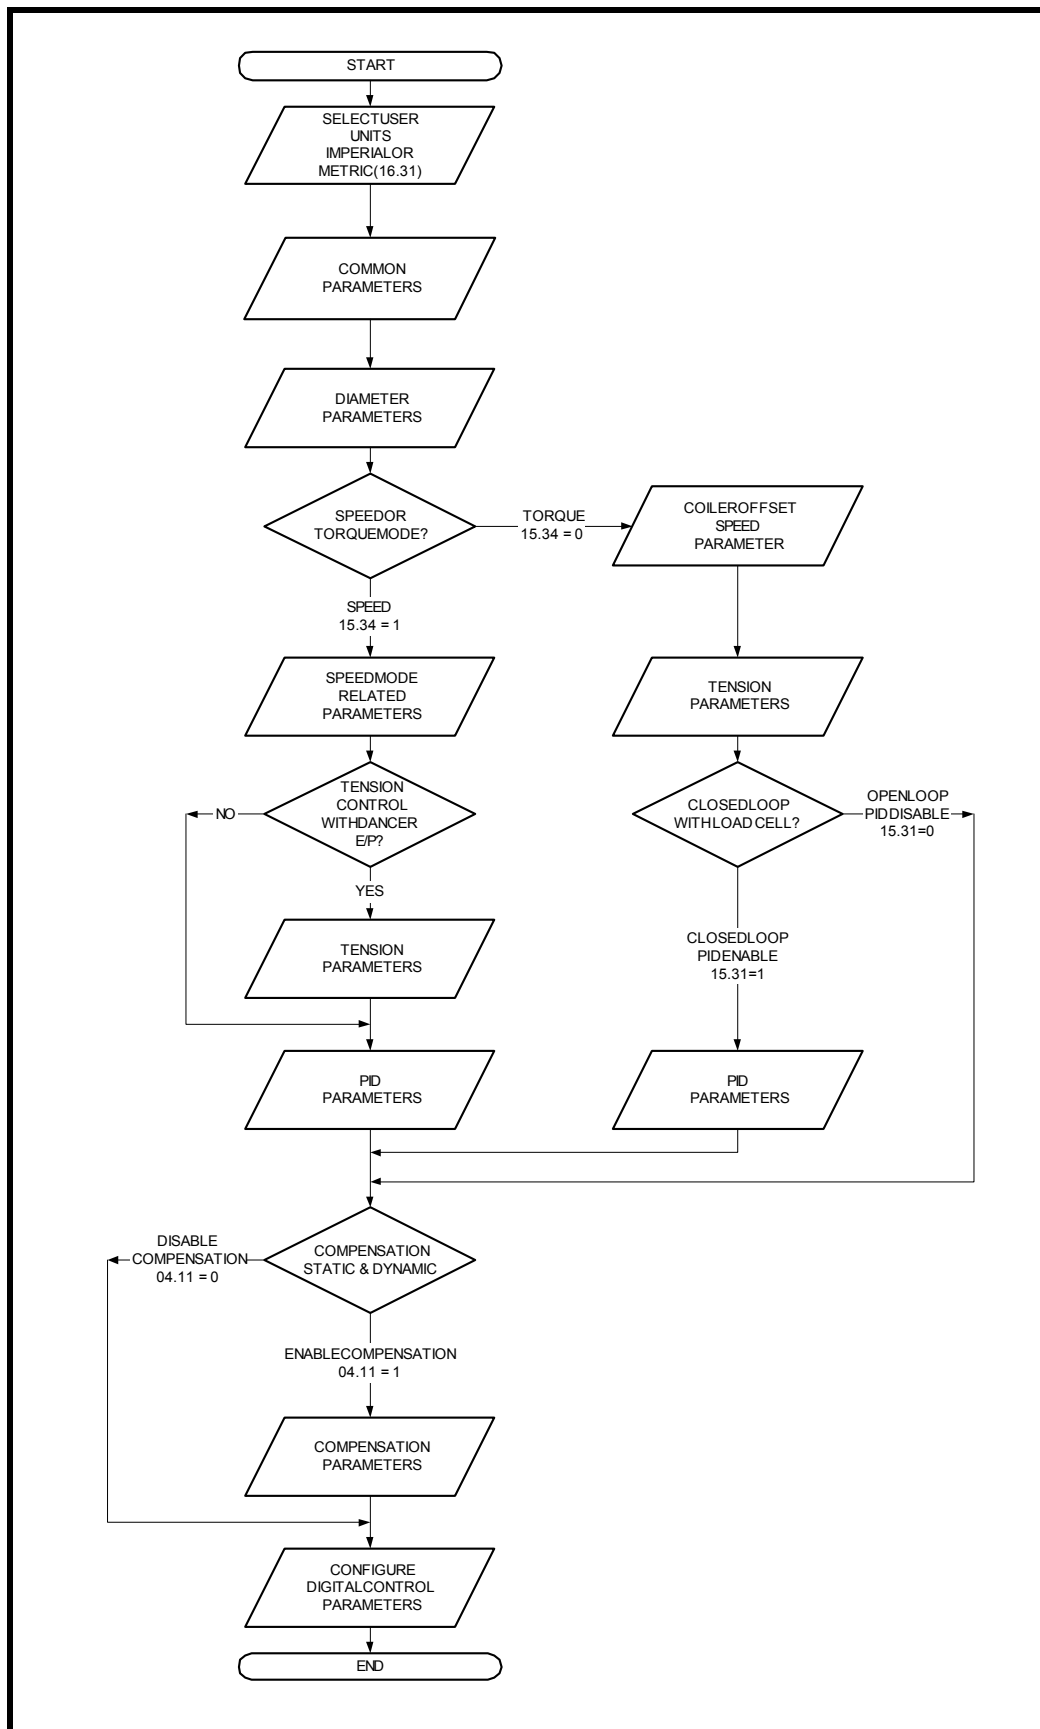 START
SELECTUSER
UNITS
IMPERIALOR
METRIC(16.31)
COMMON
PARAMETERS
DIAMETER
PARAMETERS
SPEEDOR
TORQUEMODE?
TORQUE
15.34 = 0
COILEROFFSET
SPEED
PARAMETER
SPEED
15.34 = 1
SPEEDMODE
RELATED
PARAMETERS
TENSION
PARAMETERS
TENSION
CONTROL
WITHDANCER
E/P?
NO
CLOSEDLOOP
WITH LOAD CELL?
OPENLOOP
PIDDISABLE
15.31=0
YES
TENSION
PARAMETERS
CLOSEDLOOP
PIDENABLE
15.31=1
PID
PARAMETERS
PID
PARAMETERS
DISABLE
COMPENSATION
04.11 = 0
COMPENSATION
STATIC & DYNAMIC
ENABLECOMPENSATION
04.11 = 1
COMPENSATION
PARAMETERS
CONFIGURE
DIGITALCONTROL
PARAMETERS
END